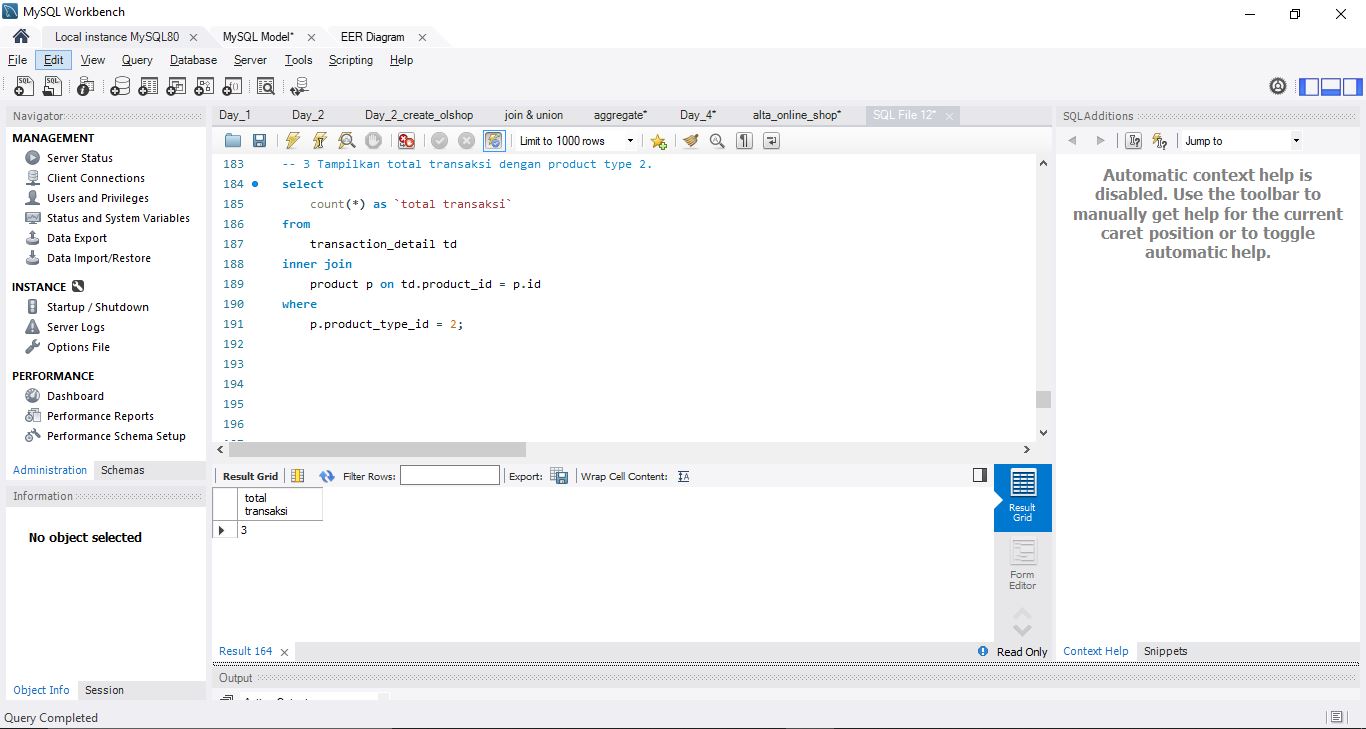 MySQL Workbench
Local instance MySQL80
MySQL Model*
EER Diagram
File Edit View Query Database Server Tools Scripting Help
Navigator
MANAGEMENT
Server Status
Client Connections
Users and Privileges
Status and System Variables
Data Export
Data Import/Restore
INSTANCE
Startup / Shutdown
Server Logs
Options File
PERFORMANCE
Dashboard
Performance Reports
Performance Schema Setup
Administration Schemas
Information
No object selected
Object Info Session
Day_1 Day_2 Day_2_create_olshop join & union aggregate* Day_4* alta_online_shop* SQL File 12*
Limit to 1000 rows
183 -- 3 Tampilkan total transaksi dengan product type 2.
184 select
185 count(*) as `total transaksi`
186 from
187 transaction_detail td
188 inner join
189 product p on td.product_id = p.id
190 where
191 p.product_type_id = 2;
192
193
194
195
196
Result Grid Filter Rows: Export: Wrap Cell Content:
total
transaksi
3
Result
Grid
Form
Editor
Result 164
Read Only
Output
SQLAdditions
Jump to
Automatic context help is
disabled. Use the toolbar to
manually get help for the current
caret position or to toggle
automatic help.
Context Help Snippets
Query Completed